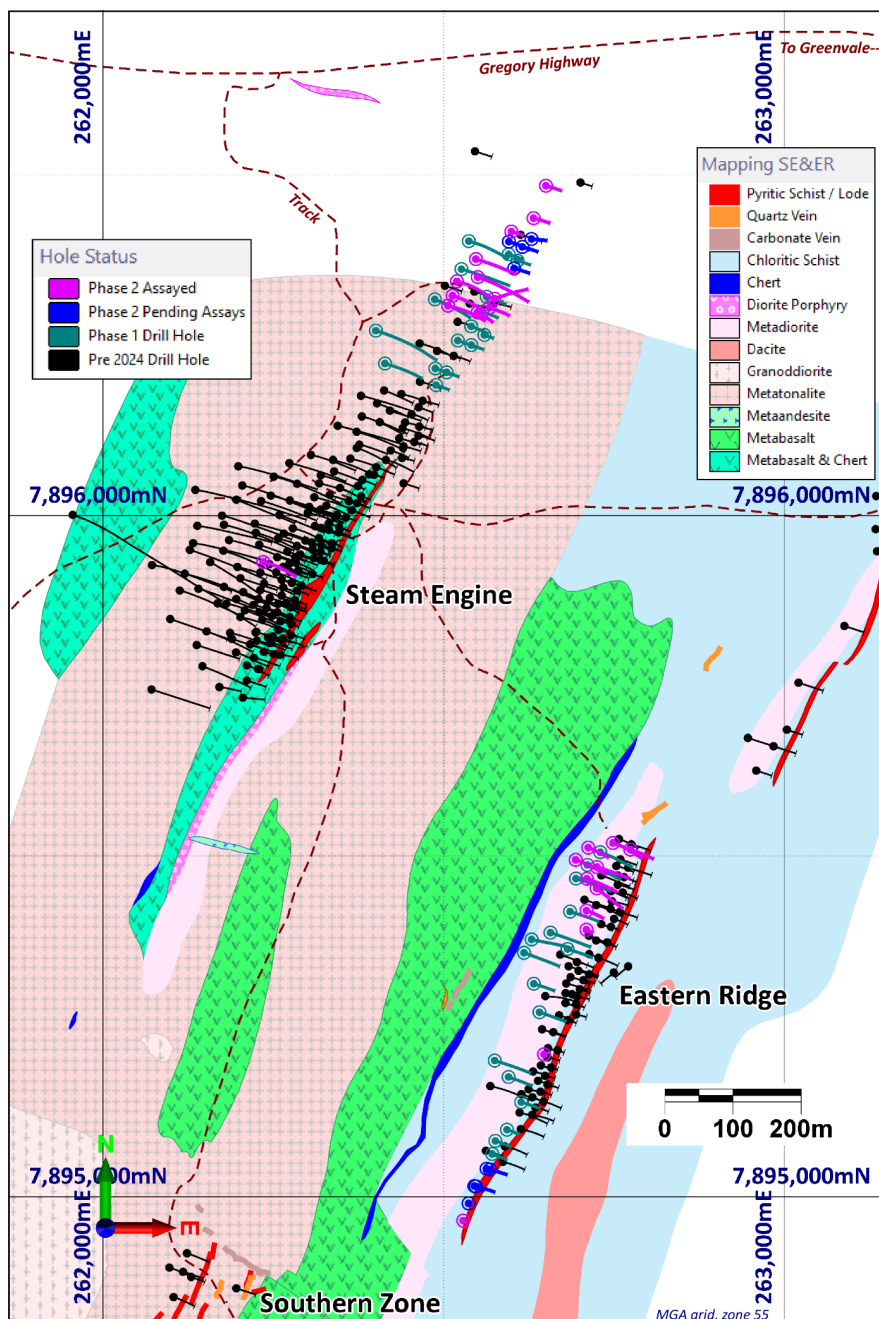 To Greenvale--
Gregory Highway
262,000mE
263,000mE
Track
Mapping SE&ER
Pyritic Schist / Lode
Quartz Vein
Carbonate Vein
Chloritic Schist
Chert
Diorite Porphyry
Metadiorite
Dacite
Granoddiorite
Metatonalite
Metaandesite
Metabasalt
Metabasalt & Chert
Hole Status
Phase 2 Assayed
Phase 2 Pending Assays
Phase 1 Drill Hole
Pre 2024 Drill Hole
7,896,000mN
7,896,000mN
Steam Engine
Eastern Ridge
0 100 200m
N
E
7,895,000mN
7,895,000mN
262,000mE
263,000mE
Southern Zone
MGA grid, zone 55